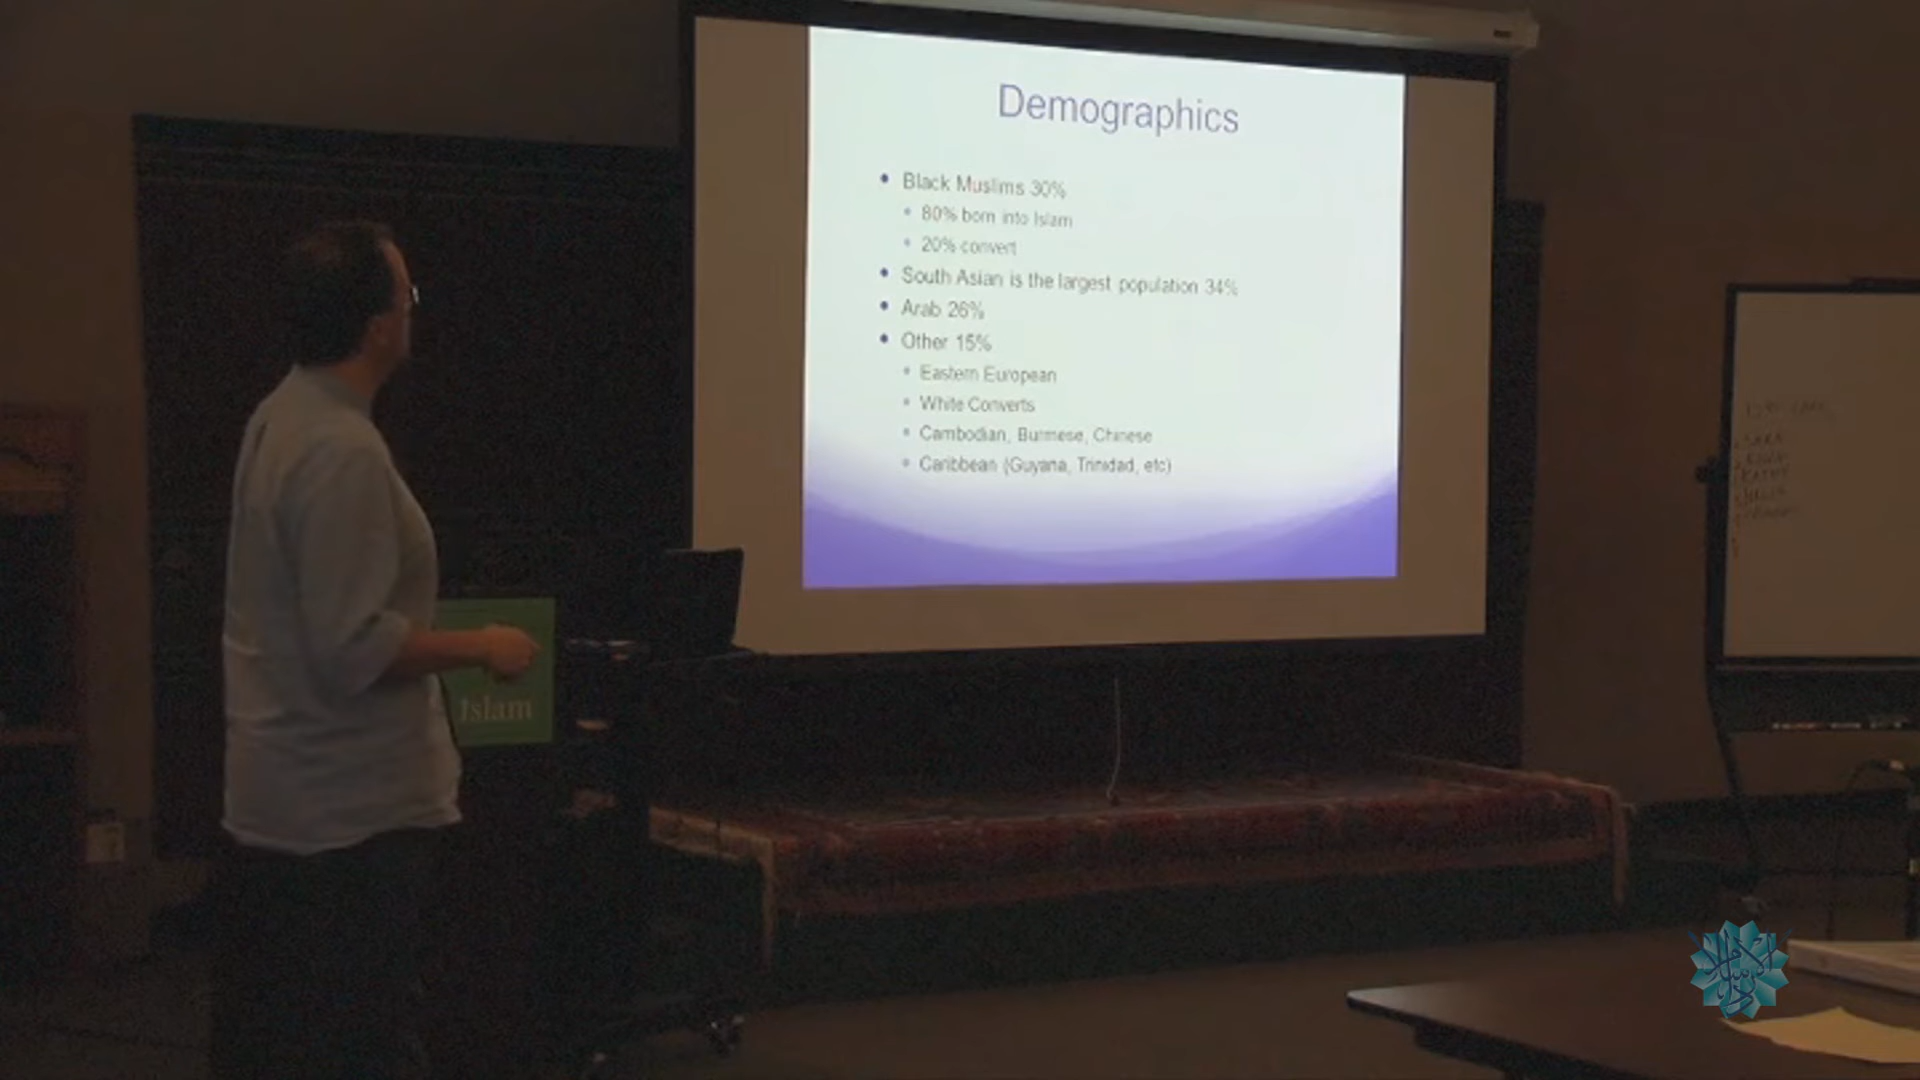 Demographics
Black Muslims 30%
80% born into Islam
20% convert
South Asian is the largest population 34%
Arab 26%
Other 15%
Eastern European
White Converts
Cambodian, Burmese, Chinese
Caribbean (Guyana, Trinidad, etc)
Islam